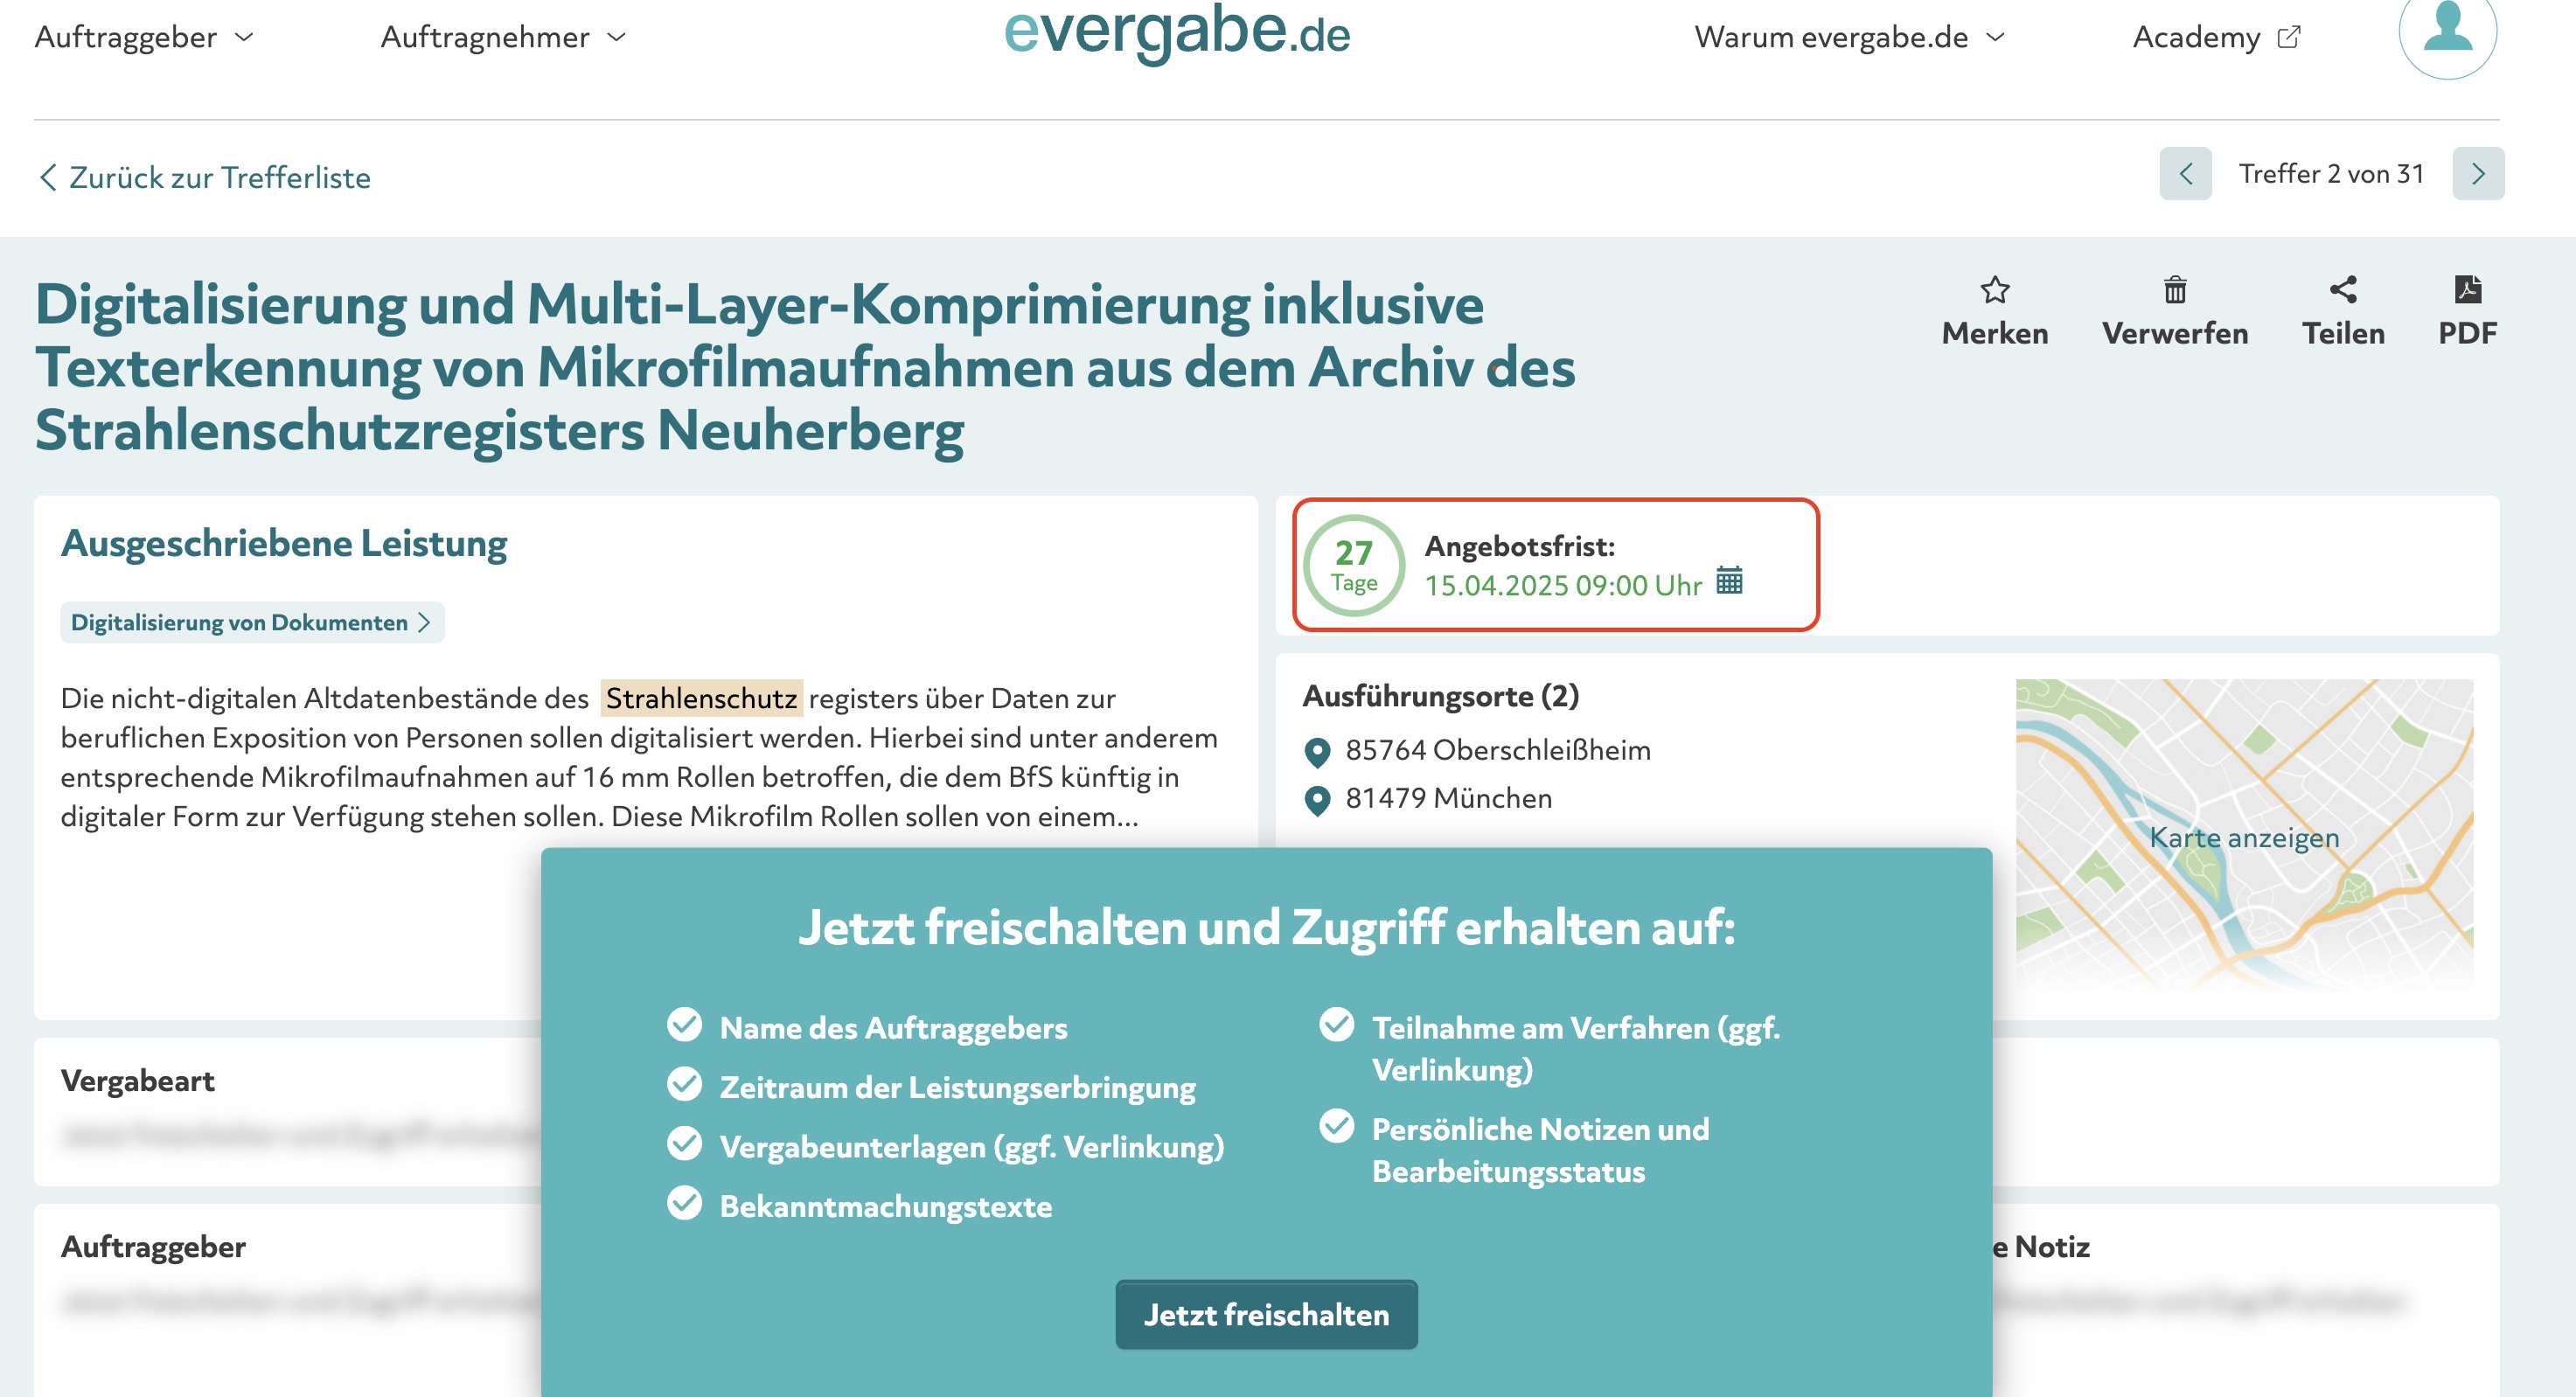 Auftraggeber
Auftragnehmer
evergabe.de
Warum evergabe.de
Academy
Zurück zur Trefferliste
Treffer 2 von 31
Digitalisierung und Multi-Layer-Komprimierung inklusive
Texterkennung von Mikrofilmaufnahmen aus dem Archiv des
Strahlenschutzregisters Neuherberg
Merken
Verwerfen
Teilen
PDF
Ausgeschriebene Leistung
Digitalisierung von Dokumenten
Die nicht-digitalen Altdatenbestände des Strahlenschutz registers über Daten zur
beruflichen Exposition von Personen sollen digitalisiert werden. Hierbei sind unter anderem
entsprechende Mikrofilmaufnahmen auf 16 mm Rollen betroffen, die dem BfS künftig in
digitaler Form zur Verfügung stehen sollen. Diese Mikrofilm Rollen sollen von einem...
27
Tage
Angebotsfrist:
15.04.2025 09:00 Uhr
Ausführungsorte (2)
85764 Oberschleißheim
81479 München
Karte anzeigen
Jetzt freischalten und Zugriff erhalten auf:
Name des Auftraggebers
Zeitraum der Leistungserbringung
Vergabeunterlagen (ggf. Verlinkung)
Bekanntmachungstexte
Teilnahme am Verfahren (ggf.
Verlinkung)
Persönliche Notizen und
Bearbeitungsstatus
Jetzt freischalten
Vergabeart
Auftraggeber
e Notiz